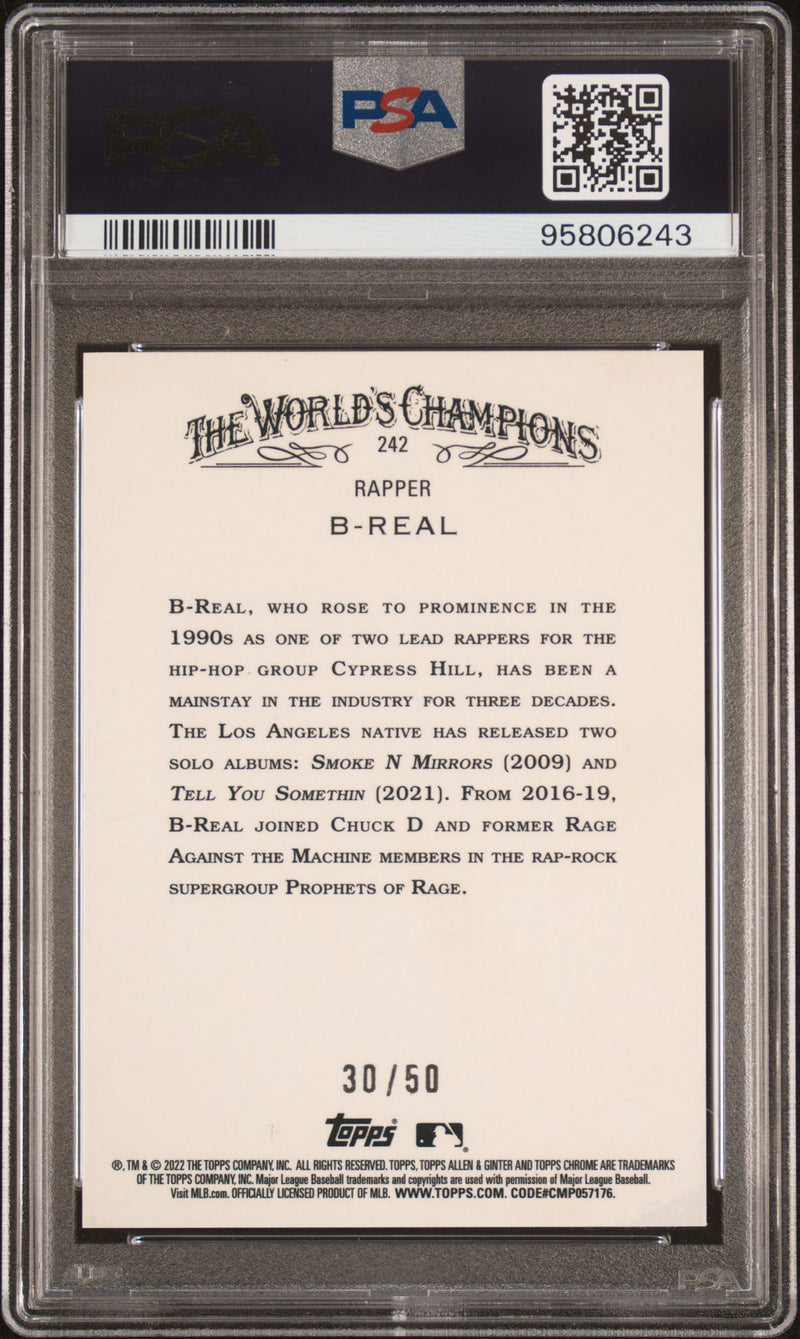 PSA
PSA
95806243
THE WORLD'S CHAMPIONS
242
RAPPER
B-REAL
B-REAL, WHO ROSE TO PROMINENCE IN THE
1990S AS ONE OF TWO LEAD RAPPERS FOR THE
HIP-HOP GROUP CYPRESS HILL, HAS BEEN A
MAINSTAY IN THE INDUSTRY FOR THREE DECADES.
THE LOS ANGELES NATIVE HAS RELEASED TWO
SOLO ALBUMS: SMOKE N MIRRORS (2009) AND
TELL YOU SOMETHIN (2021). FROM 2016-19,
B-REAL JOINED CHUCK D AND FORMER RAGE
AGAINST THE MACHINE MEMBERS IN THE RAP-ROCK
SUPERGROUP PROPHETS OF RAGE.
30/50
Topps®
®, TM & © 2022 THE TOPPS COMPANY, INC. ALL RIGHTS RESERVED. TOPPS, TOPPS ALLEN & GINTER AND TOPPS CHROME ARE TRADEMARKS
OF THE TOPPS COMPANY, INC. Major League Baseball trademarks and copyrights are used with permission of Major League Baseball.
Visit MLB.com. OFFICIALLY LICENSED PRODUCT OF MLB. WWW.TOPPS.COM. CODE#CMP057176.
PSA